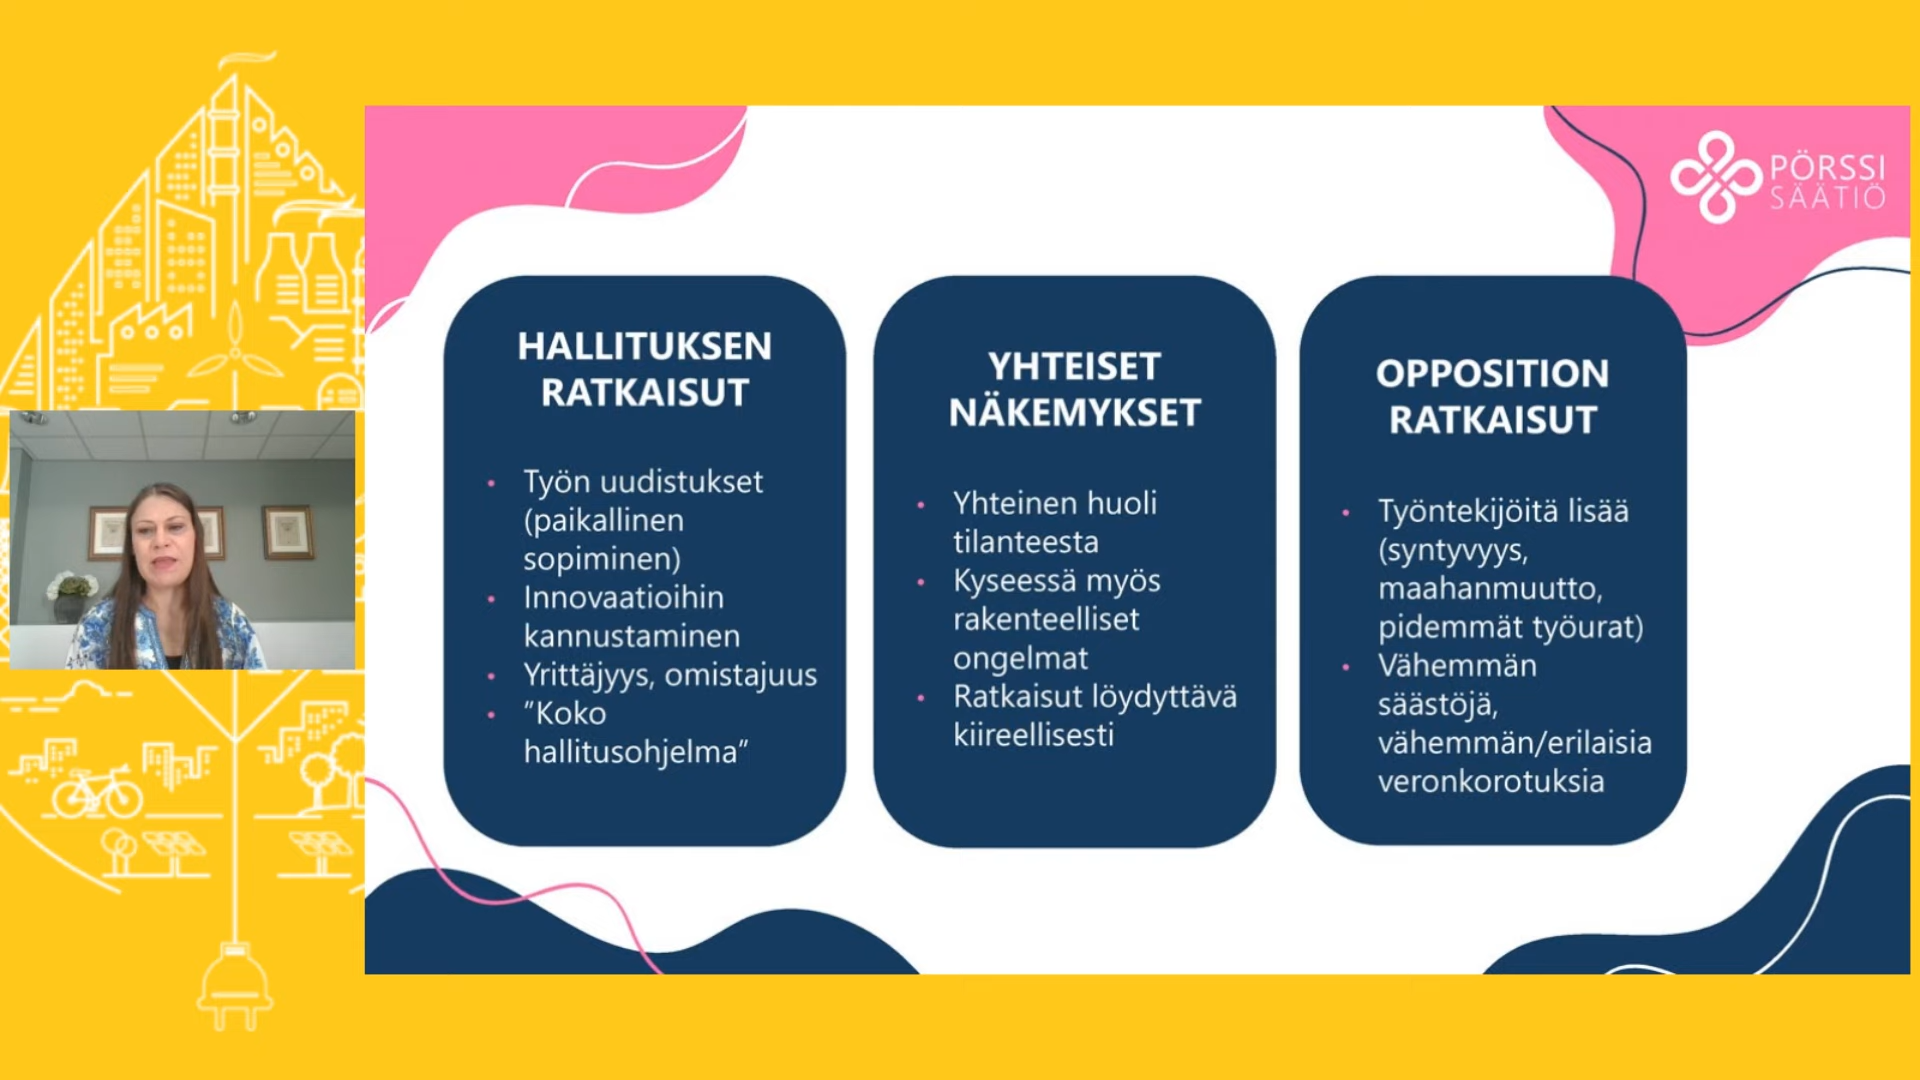 PÖRSSI
SÄÄTIÖ
HALLITUKSEN
RATKAISUT
• Työn uudistukset
(paikallinen
sopiminen)
• Innovaatioihin
kannustaminen
• Yrittäjyys, omistajuus
• ”Koko
hallitusohjelma”
YHTEISET
NÄKEMYKSET
• Yhteinen huoli
tilanteesta
• Kyseessä myös
rakenteelliset
ongelmat
• Ratkaisut löydyttävä
kiireellisesti
OPPOSITION
RATKAISUT
• Työntekijöitä lisää
(syntyvyys,
maahanmuutto,
pidemmät työurat)
• Vähemmän
säästöjä,
vähemmän/erilaisia
veronkorotuksia